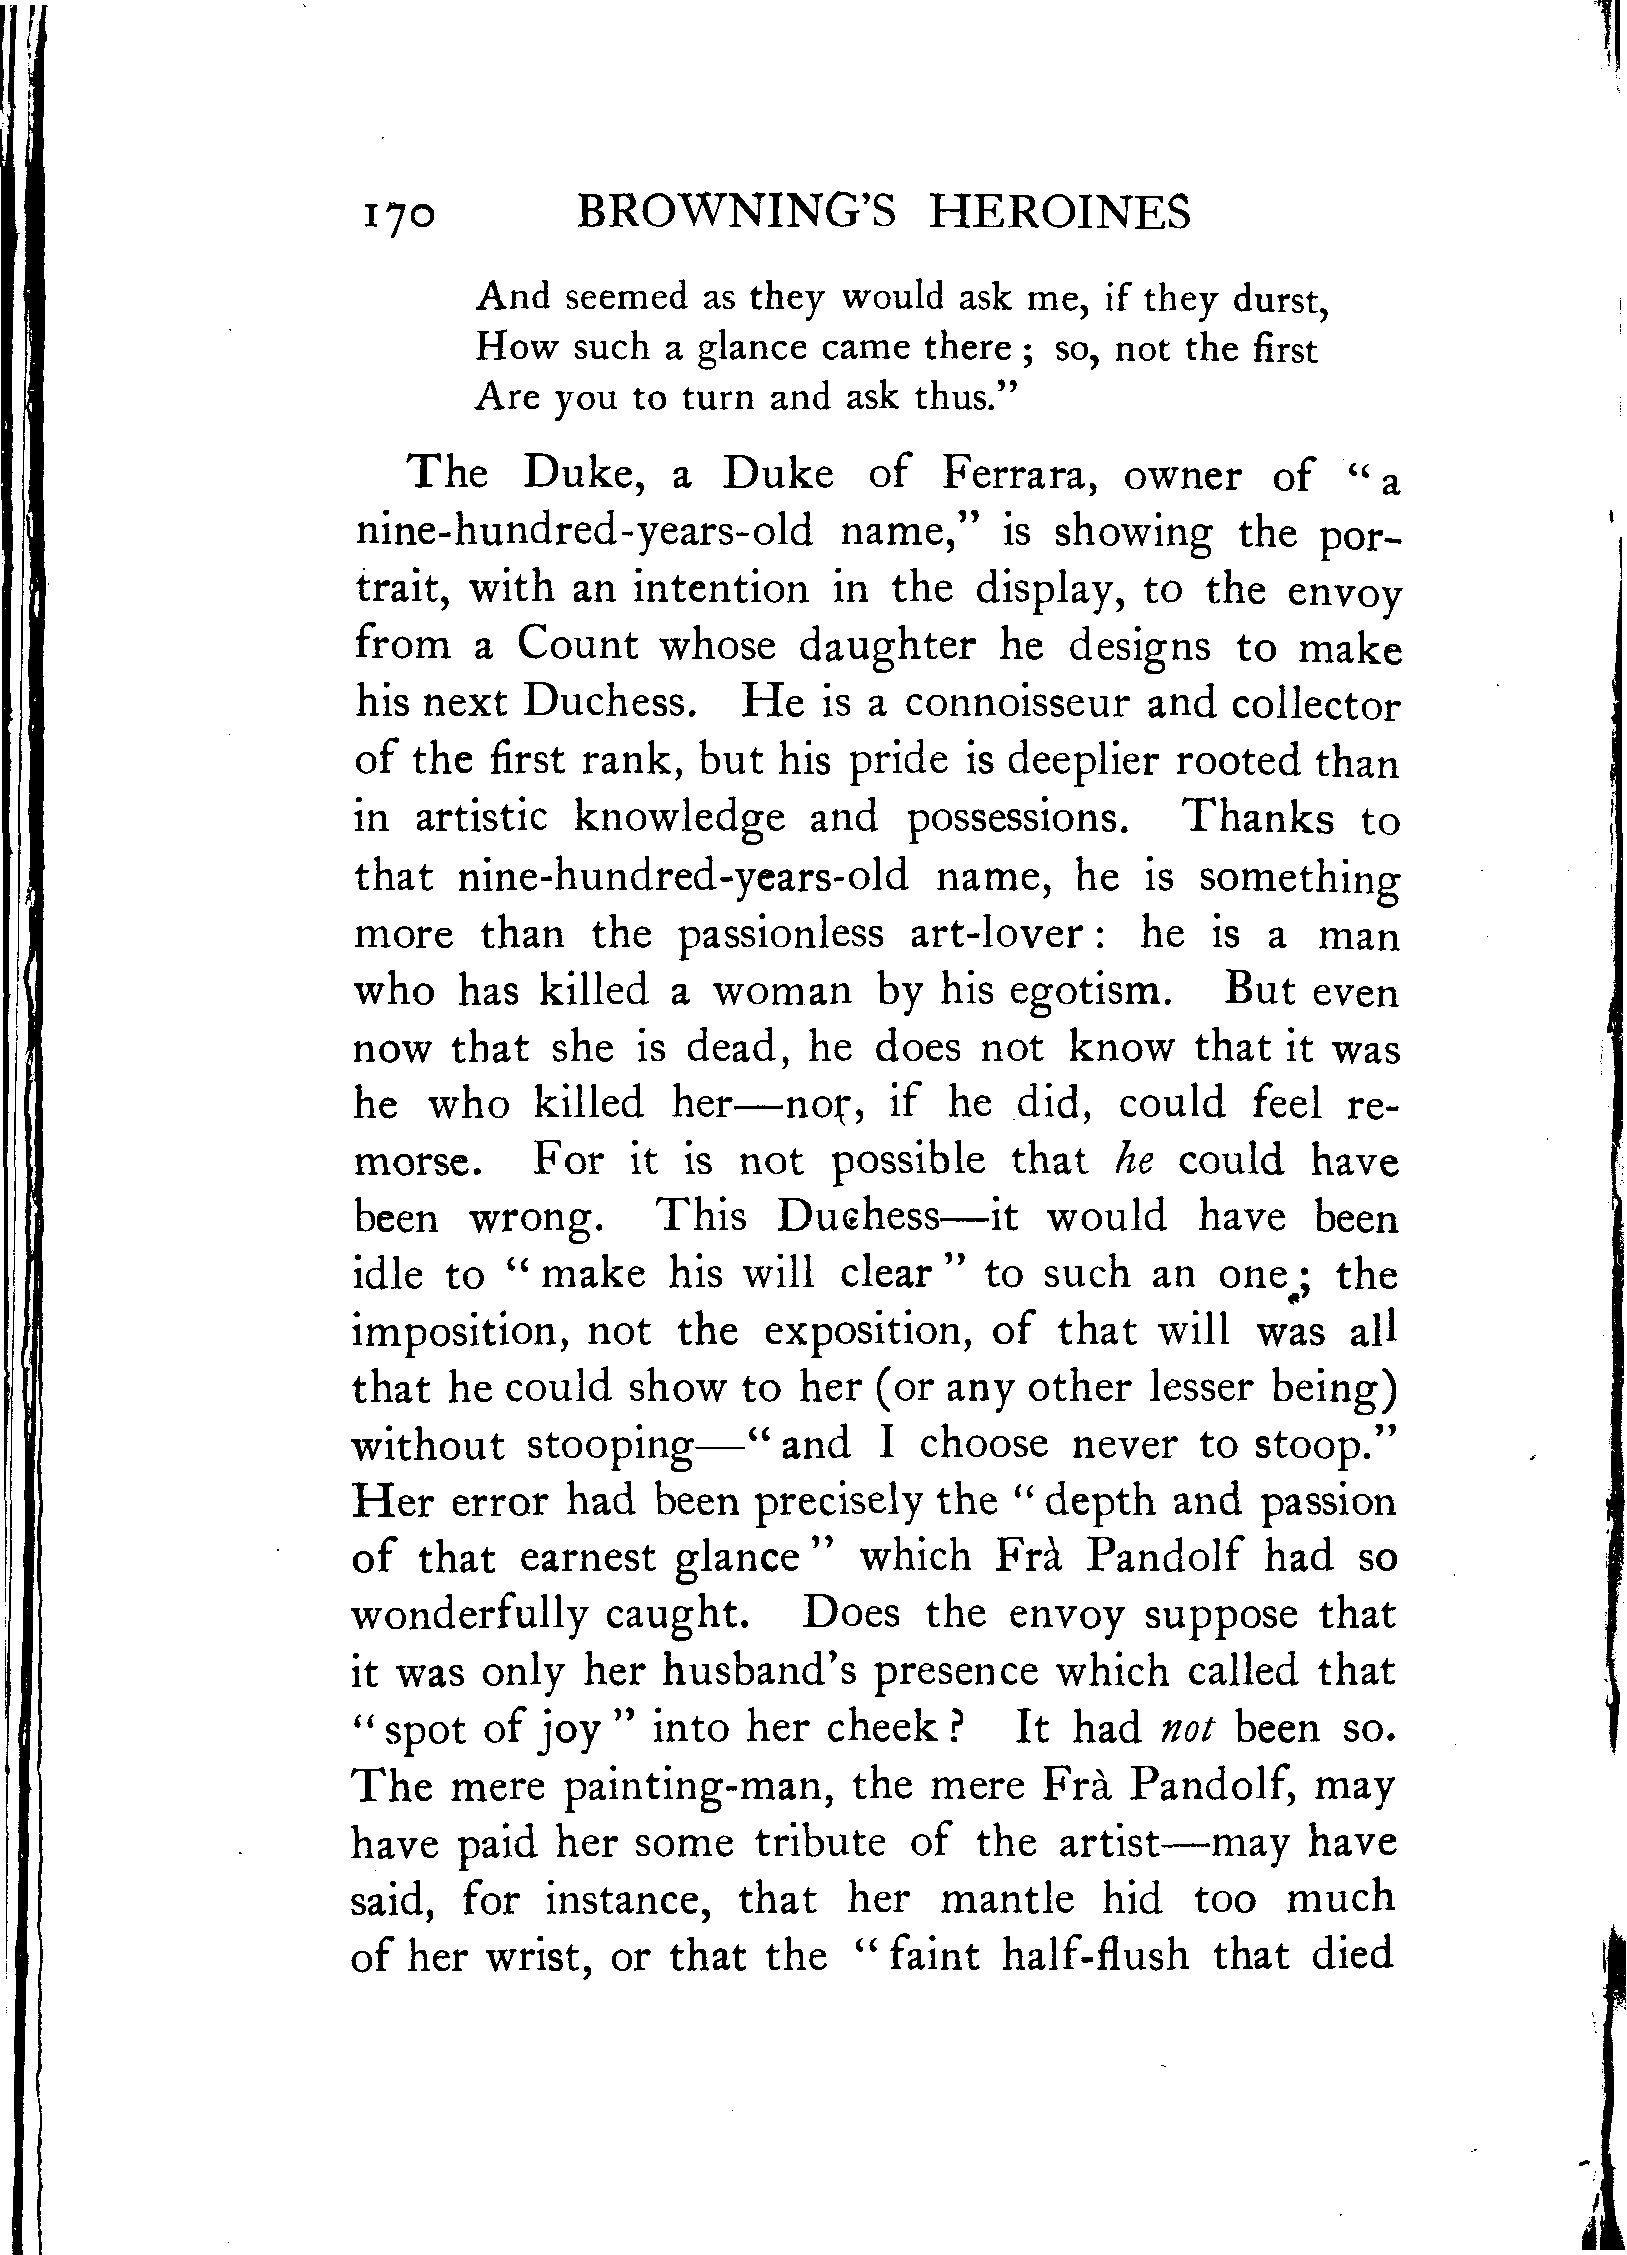 170 BROWNING'S HEROINES
And seemed as they would ask me, if they durst,
How such a glance came there ; so, not the first
Are you to turn and ask thus."
The Duke, a Duke of Ferrara, owner of " a
nine-hundred-years-old name," is showing the por-
trait, with an intention in the display, to the envoy
from a Count whose daughter he designs to make
his next Duchess. He is a connoisseur and collector
of the first rank, but his pride is deeplier rooted than
in artistic knowledge and possessions. Thanks to
that nine-hundred-years-old name, he is something
more than the passionless art-lover : he is a man
who has killed a woman by his egotism. But even
now that she is dead, he does not know that it was
he who killed her—nor, if he did, could feel re-
morse. For it is not possible that he could have
been wrong. This Duchess—it would have been
idle to " make his will clear " to such an one ; the
imposition, not the exposition, of that will was all
that he could show to her (or any other lesser being)
without stooping—" and I choose never to stoop."
Her error had been precisely the " depth and passion
of that earnest glance " which Frà Pandolf had so
wonderfully caught. Does the envoy suppose that
it was only her husband's presence which called that
" spot of joy " into her cheek ? It had not been so.
The mere painting-man, the mere Frà Pandolf, may
have paid her some tribute of the artist—may have
said, for instance, that her mantle hid too much
of her wrist, or that the " faint half-flush that died